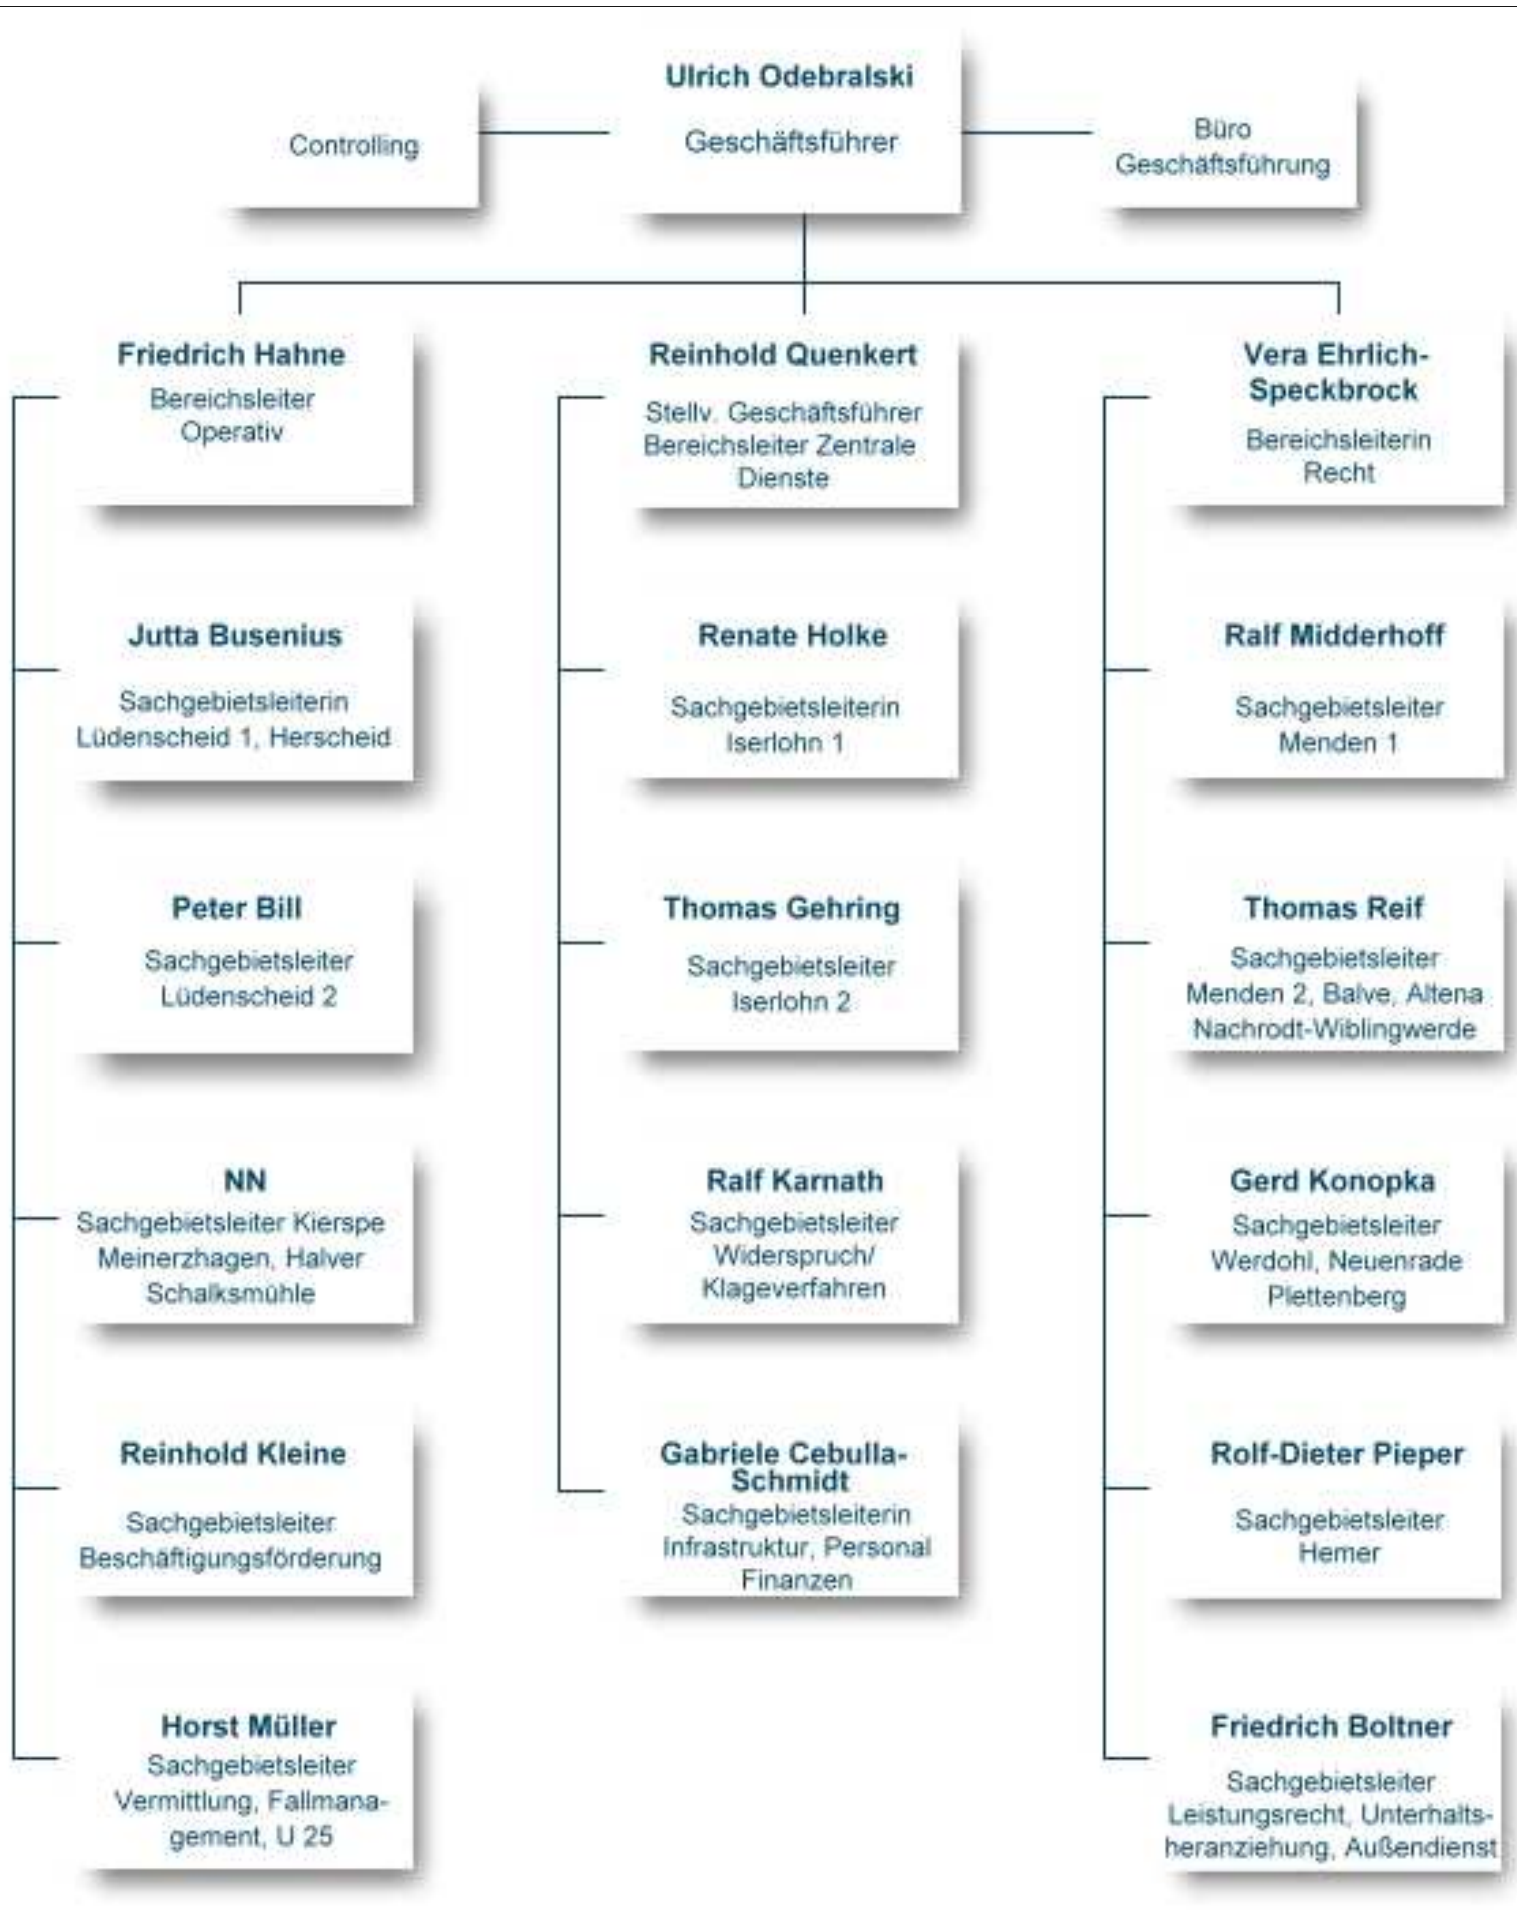 Ulrich Odebralski
Geschäftsführer
Controlling
Büro
Geschäftsführung
Friedrich Hahne
Bereichsleiter
Operativ
Reinhold Quenkert
Stellv. Geschäftsführer
Bereichsleiter Zentrale
Dienste
Vera Ehrlich-
Speckbrock
Bereichsleiterin
Recht
Jutta Busenius
Sachgebietsleiterin
Lüdenscheid 1, Herscheid
Renate Holke
Sachgebietsleiterin
Iserlohn 1
Ralf Midderhoff
Sachgebietsleiter
Menden 1
Peter Bill
Sachgebietsleiter
Lüdenscheid 2
Thomas Gehring
Sachgebietsleiter
Iserlohn 2
Thomas Reif
Sachgebietsleiter
Menden 2, Balve, Altena
Nachrodt-Wiblingwerde
NN
Sachgebietsleiter Kierspe
Meinerzhagen, Halver
Schalksmühle
Ralf Karnath
Sachgebietsleiter
Widerspruch/
Klageverfahren
Gerd Konopka
Sachgebietsleiter
Werdohl, Neuenrade
Plettenberg
Reinhold Kleine
Sachgebietsleiter
Beschäftigungsförderung
Gabriele Cebulla-
Schmidt
Sachgebietsleiterin
Infrastruktur, Personal
Finanzen
Rolf-Dieter Pieper
Sachgebietsleiter
Hemer
Horst Müller
Sachgebietsleiter
Vermittlung, Fallmana-
gement, U 25
Friedrich Boltner
Sachgebietsleiter
Leistungsrecht, Unterhalts-
heranziehung, Außendienst